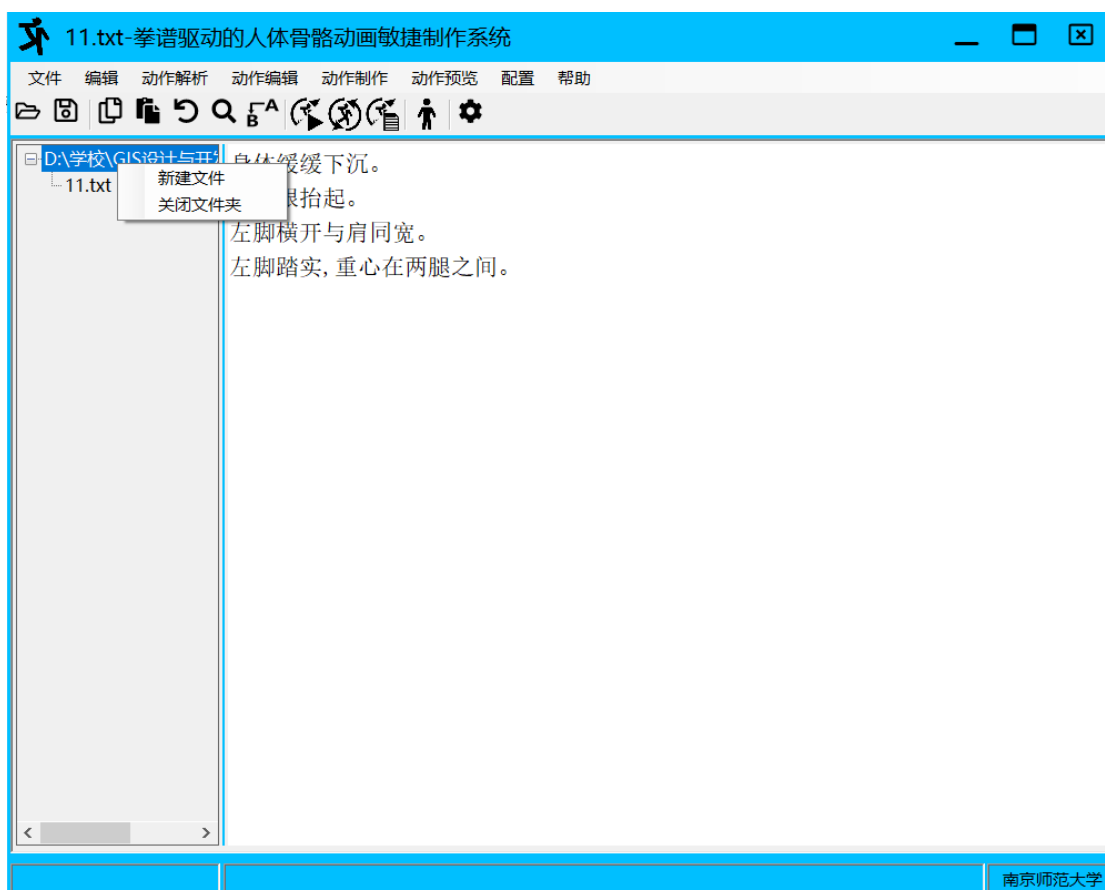 11.txt-拳谱驱动的人体骨骼动画敏捷制作系统
文件 编辑 动作解析 动作编辑 动作制作 动作预览 配置 帮助
D:\学校\GIS设计与开
11.txt
新建文件
关闭文件夹
身体缓缓下沉。
跟抬起。
左脚横开与肩同宽。
左脚踏实,重心在两腿之间。
南京师范大学